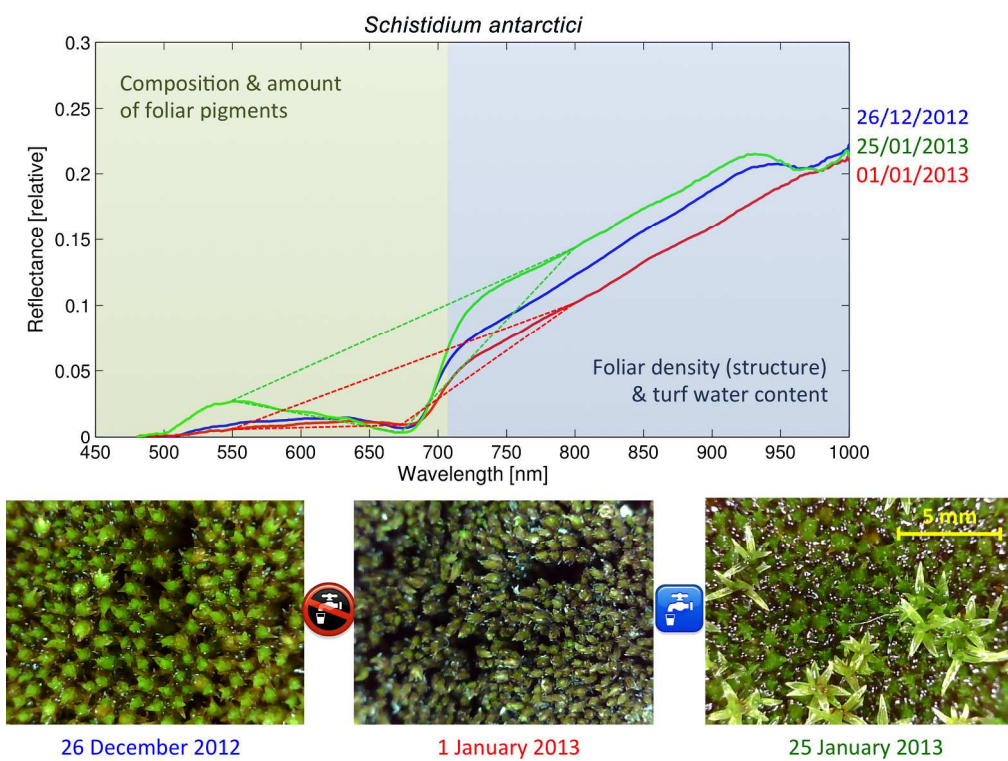 Schistidium antarctici
0.3
0.25
0.2
0.15
0.1
0.05
0
Reflectance [relative]
Composition & amount
of foliar pigments
Foliar density (structure)
& turf water content
26/12/2012
25/01/2013
01/01/2013
450 500 550 600 650 700 750 800 850 900 950 1000
Wavelength [nm]
5 mm
26 December 2012
1 January 2013
25 January 2013